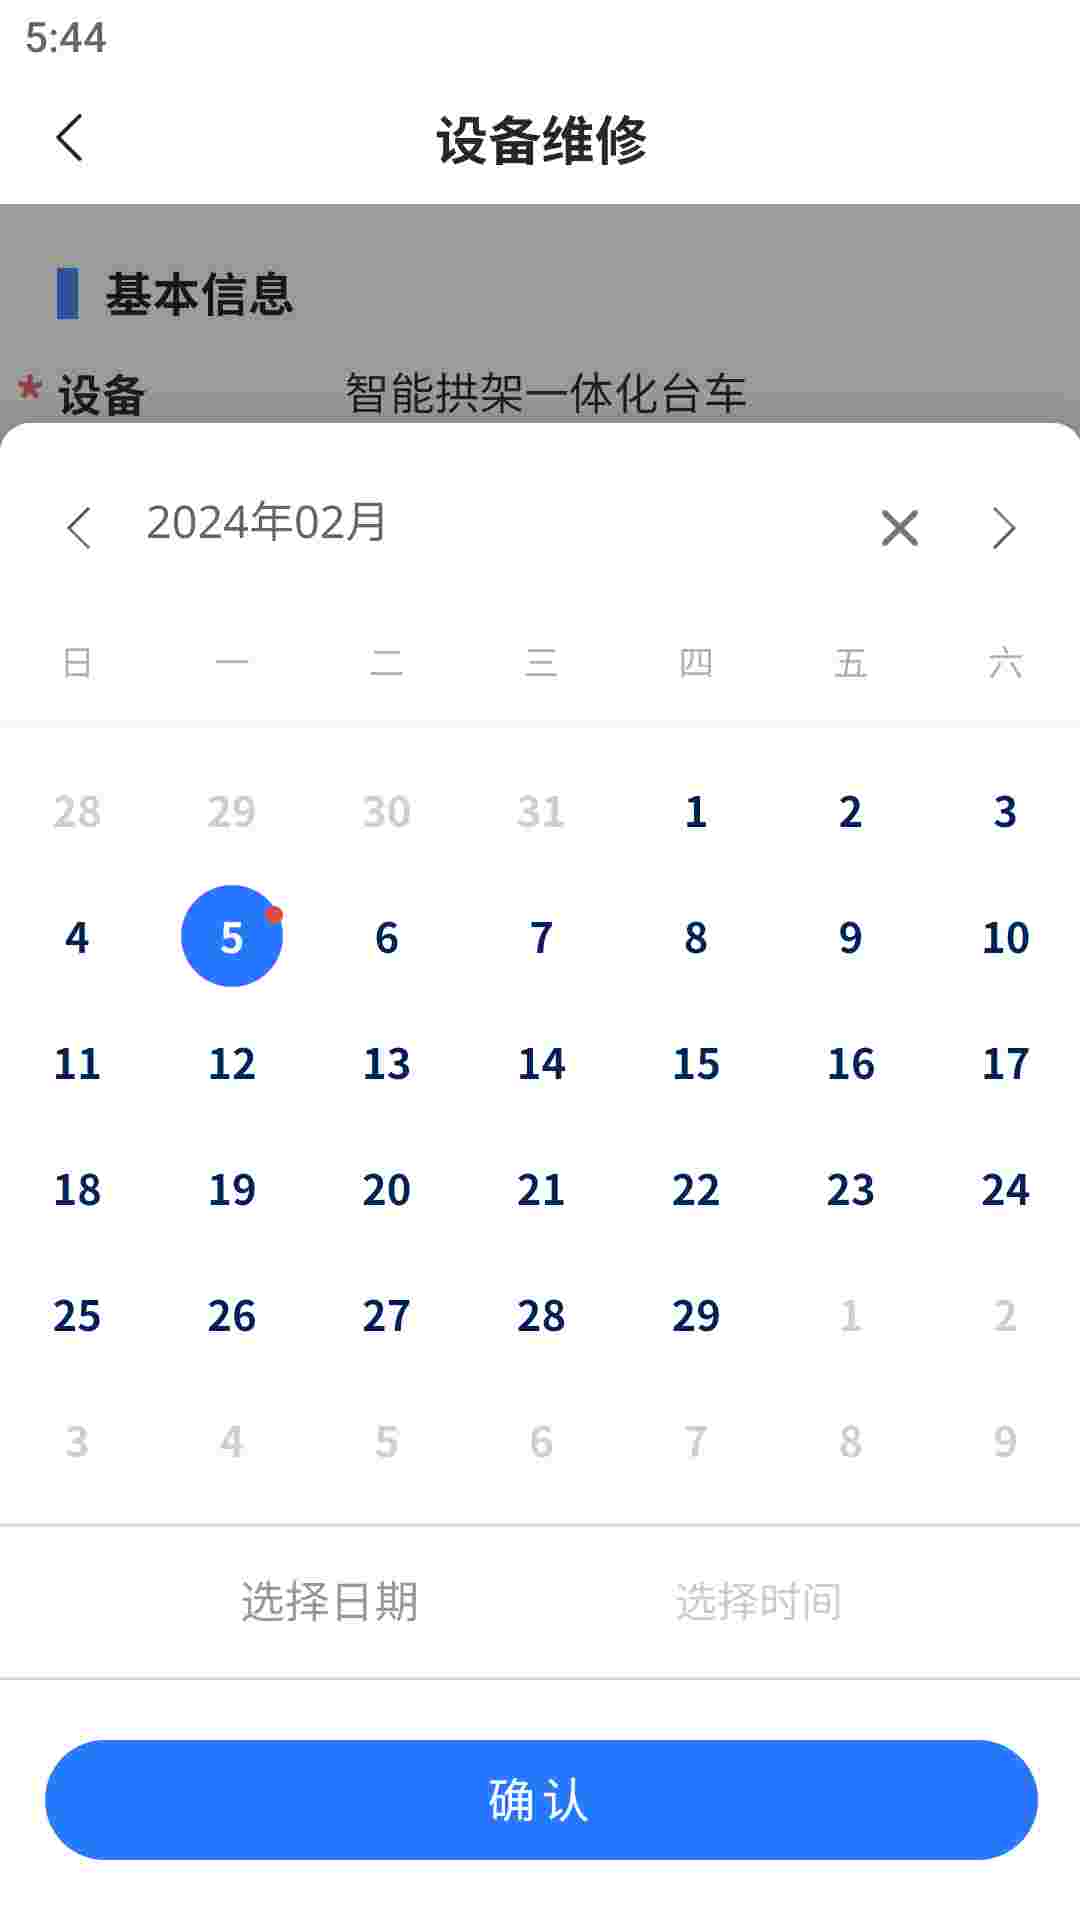 5:44
设备维修
基本信息
* 设备 智能拱架一体化台车
2024年02月
日 一 二 三 四 五 六
28 29 30 31 1 2 3
4 5 6 7 8 9 10
11 12 13 14 15 16 17
18 19 20 21 22 23 24
25 26 27 28 29 1 2
3 4 5 6 7 8 9
选择日期 选择时间
确认